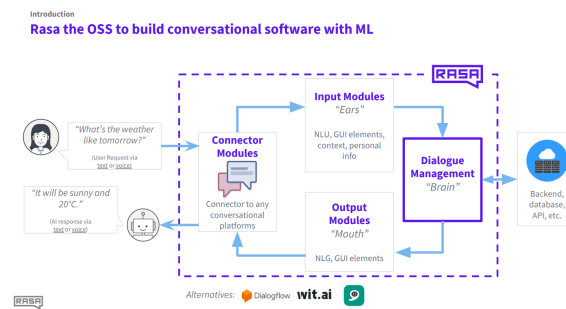 Introduction
Rasa the OSS to build conversational software with ML
RASA
"What's the weather
like tomorrow?"
(User Request via
text or voice)
"It will be sunny and
20°C."
(AI response via
text or voice)
Connector
Modules
Connector to any
conversational
platforms
Input Modules
"Ears"
NLU, GUI elements,
context, personal
info
Output
Modules
"Mouth"
NLG, GUI elements
Dialogue
Management
"Brain"
Backend,
database,
API, etc.
Alternatives: Dialogflow wit.ai
RASA